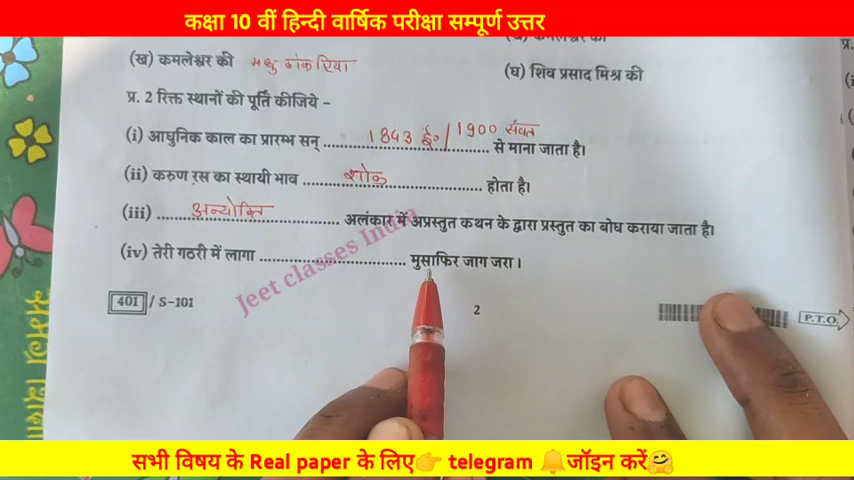 कक्षा 10 वीं हिन्दी वार्षिक परीक्षा सम्पूर्ण उत्तर
(ख) कमलेश्वर की मधु कांकरिया
(घ) शिव प्रसाद मिश्र की
प्र.
प्र. 2 रिक्त स्थानों की पूर्ति कीजिये –
(i) आधुनिक काल का प्रारम्भ सन् .......... 1843 ई॰ / 1900 संवत .......... से माना जाता है।
(ii) करुण रस का स्थायी भाव .......... शोक .......... होता है।
(iii) .......... अन्योक्ति .......... अलंकार में अप्रस्तुत कथन के द्वारा प्रस्तुत का बोध कराया जाता है।
(iv) तेरी गठरी में लागा .......... मुसाफिर जाग जरा।
Jeet classes India
401 / S-101
2
P.T.O.
सभी विषय के Real paper के लिए👉 telegram 🔔जॉइन करें🤗